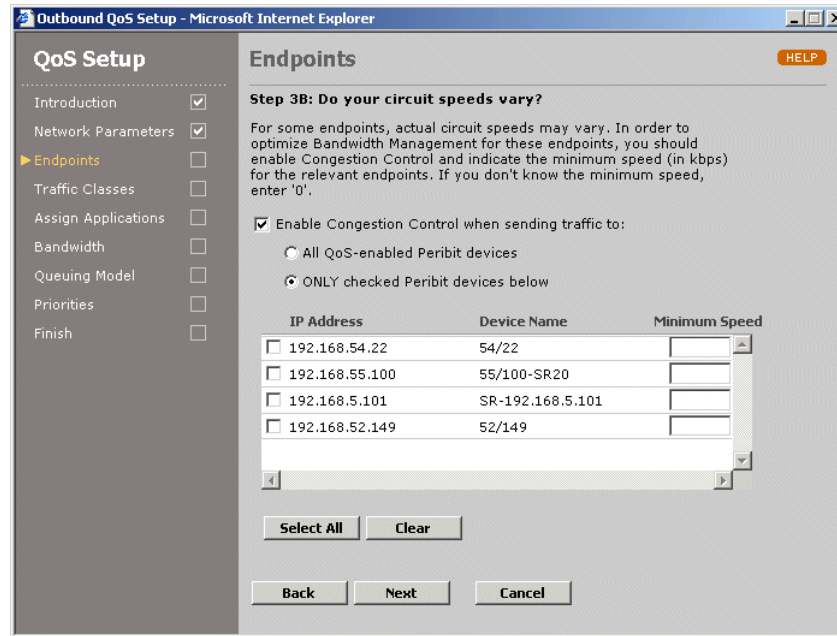 Outbound QoS Setup - Microsoft Internet Explorer
QoS Setup
Introduction
Network Parameters
Endpoints
Traffic Classes
Assign Applications
Bandwidth
Queuing Model
Priorities
Finish
Endpoints
HELP
Step 3B: Do your circuit speeds vary?
For some endpoints, actual circuit speeds may vary. In order to
optimize Bandwidth Management for these endpoints, you should
enable Congestion Control and indicate the minimum speed (in kbps)
for the relevant endpoints. If you don't know the minimum speed,
enter '0'.
Enable Congestion Control when sending traffic to:
All QoS-enabled Peribit devices
ONLY checked Peribit devices below
IP Address Device Name Minimum Speed
192.168.54.22 54/22
192.168.55.100 55/100-SR20
192.168.5.101 SR-192.168.5.101
192.168.52.149 52/149
Select All Clear
Back Next Cancel